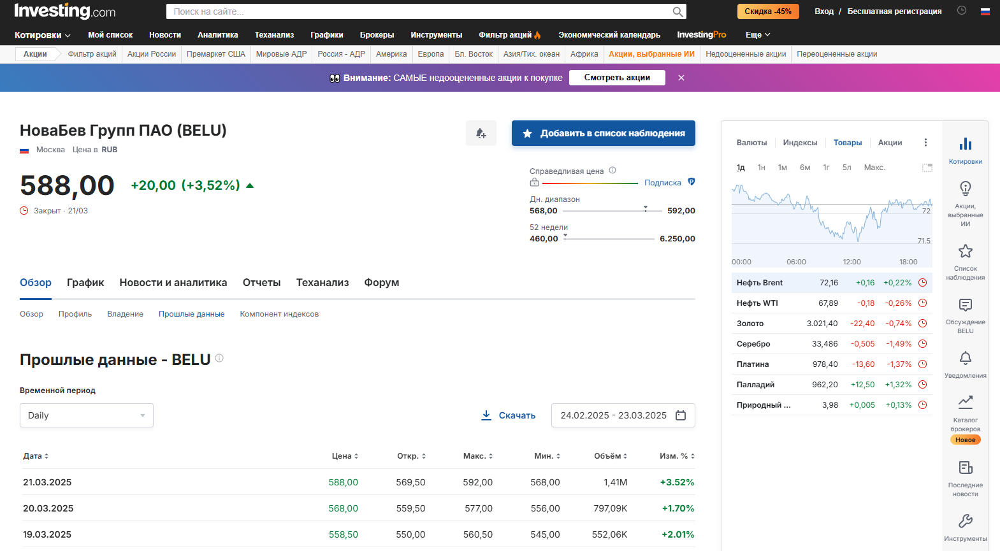 Investing.com
Поиск на сайте...
Скидка -45%
Вход / Бесплатная регистрация
Котировки Мой список Новости Аналитика Теханализ Графики Брокеры Инструменты Фильтр акций Экономический календарь InvestingPro Еще
Акции Фильтр акций Акции России Премаркет США Мировые АДР Россия - АДР Америка Европа Бл. Восток Азия/Тих. океан Африка Акции, выбранные ИИ Недооцененные акции Переоцененные акции
Внимание: САМЫЕ недооцененные акции к покупке Смотреть акции
НоваБев Групп ПАО (BELU)
Москва Цена в RUB
588,00 +20,00 (+3,52%)
Закрыт · 21/03
Добавить в список наблюдения
Справедливая цена
Подписка
Дн. диапазон
568,00 592,00
52 недели
460,00 6.250,00
Обзор График Новости и аналитика Отчеты Теханализ Форум
Обзор Профиль Владение Прошлые данные Компонент индексов
Прошлые данные - BELU
Временной период
Daily
Скачать
24.02.2025 - 23.03.2025
Дата Цена Откр. Макс. Мин. Объём Изм. %
21.03.2025 588,00 569,50 592,00 568,00 1,41M +3.52%
20.03.2025 568,00 559,50 577,00 556,00 797,09K +1.70%
19.03.2025 558,50 550,00 560,50 545,00 552,06K +2.01%
Валюты Индексы Товары Акции
1д 1н 1м 6м 1г 5л Макс.
72
71.5
00:00 06:00 12:00 18:00
Нефть Brent 72,16 +0,16 +0,22%
Нефть WTI 67,89 -0,18 -0,26%
Золото 3.021,40 -22,40 -0,74%
Серебро 33,486 -0,505 -1,49%
Платина 978,40 -13,60 -1,37%
Палладий 962,20 +12,50 +1,32%
Природный ... 3,98 +0,005 +0,13%
Котировки
Акции,
выбранные
ИИ
Список
наблюдения
Обсуждение
BELU
Уведомления
Каталог
брокеров
Новое
Последние
новости
Инструменты